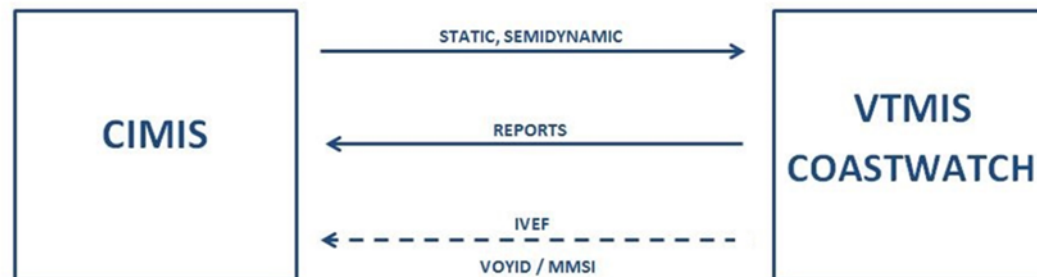 STATIC, SEMIDYNAMIC
CIMIS
REPORTS
VTMIS
COASTWATCH
IVEF
VOYID / MMSI